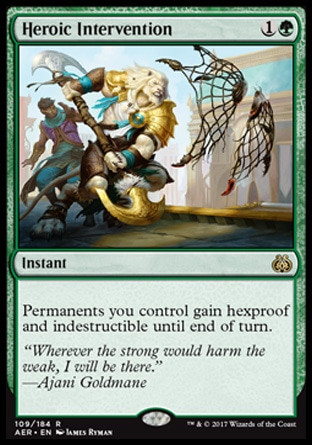 Heroic Intervention 1
Instant
Permanents you control gain hexproof
and indestructible until end of turn.
“Wherever the strong would harm the
weak, I will be there.”
—Ajani Goldmane
109/184 R
AER • EN JAMES RYMAN ™ & © 2017 Wizards of the Coast